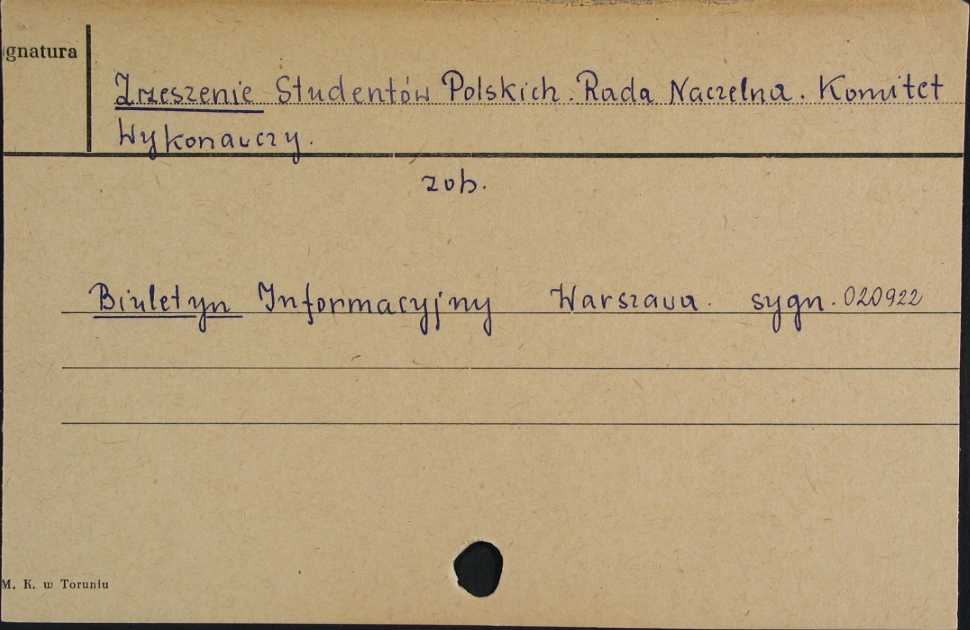 gnatura
Zrzeszenie Studentów Polskich. Rada Naczelna. Komitet
Wykonawczy.
zob.
Biuletyn Informacyjny Warszawa. sygn. 020922
M. K. w Toruniu